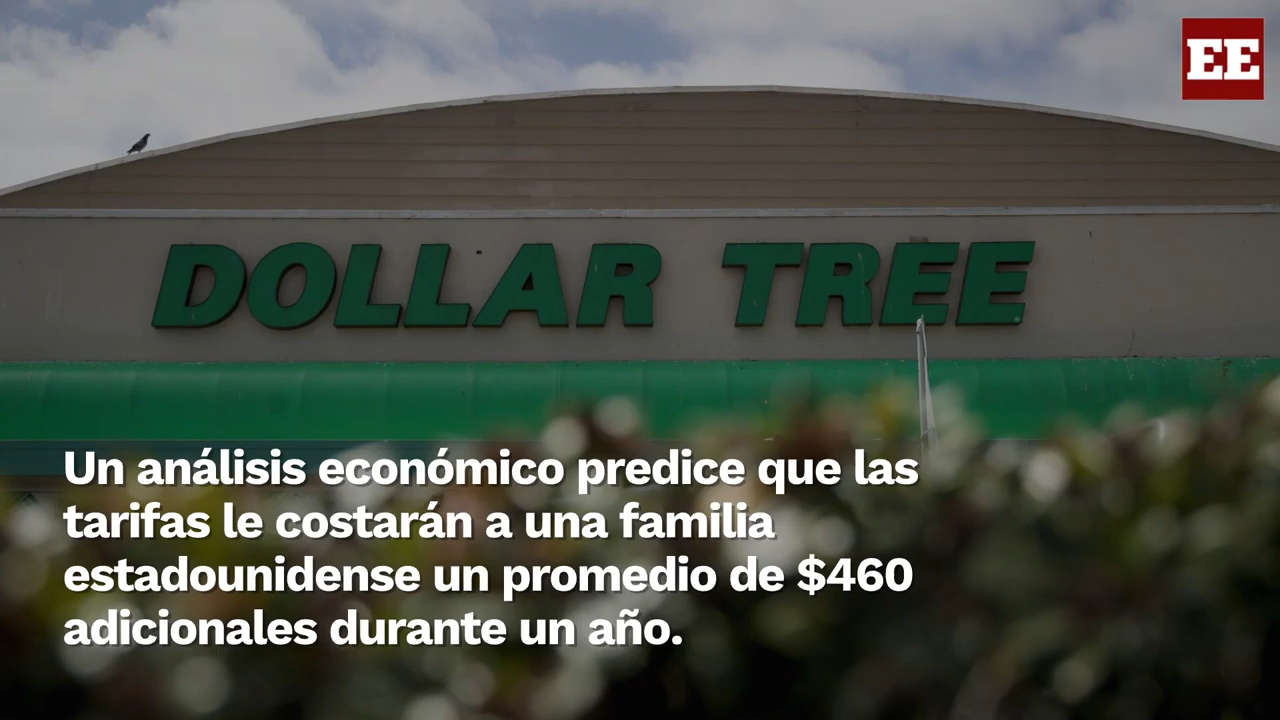 EE
DOLLAR TREE
Un análisis económico predice que las
tarifas le costarán a una familia
estadounidense un promedio de $460
adicionales durante un año.